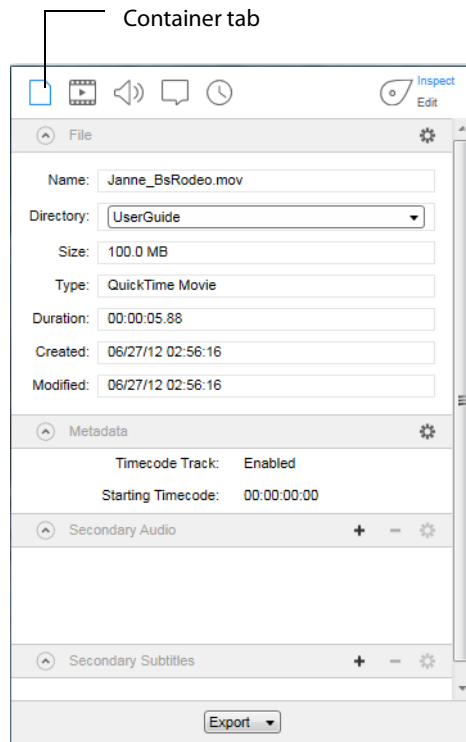 Container tab
Inspect
Edit
File
Name: Janne_BsRodeo.mov
Directory: UserGuide
Size: 100.0 MB
Type: QuickTime Movie
Duration: 00:00:05.88
Created: 06/27/12 02:56:16
Modified: 06/27/12 02:56:16
Metadata
Timecode Track: Enabled
Starting Timecode: 00:00:00:00
Secondary Audio
Secondary Subtitles
Export